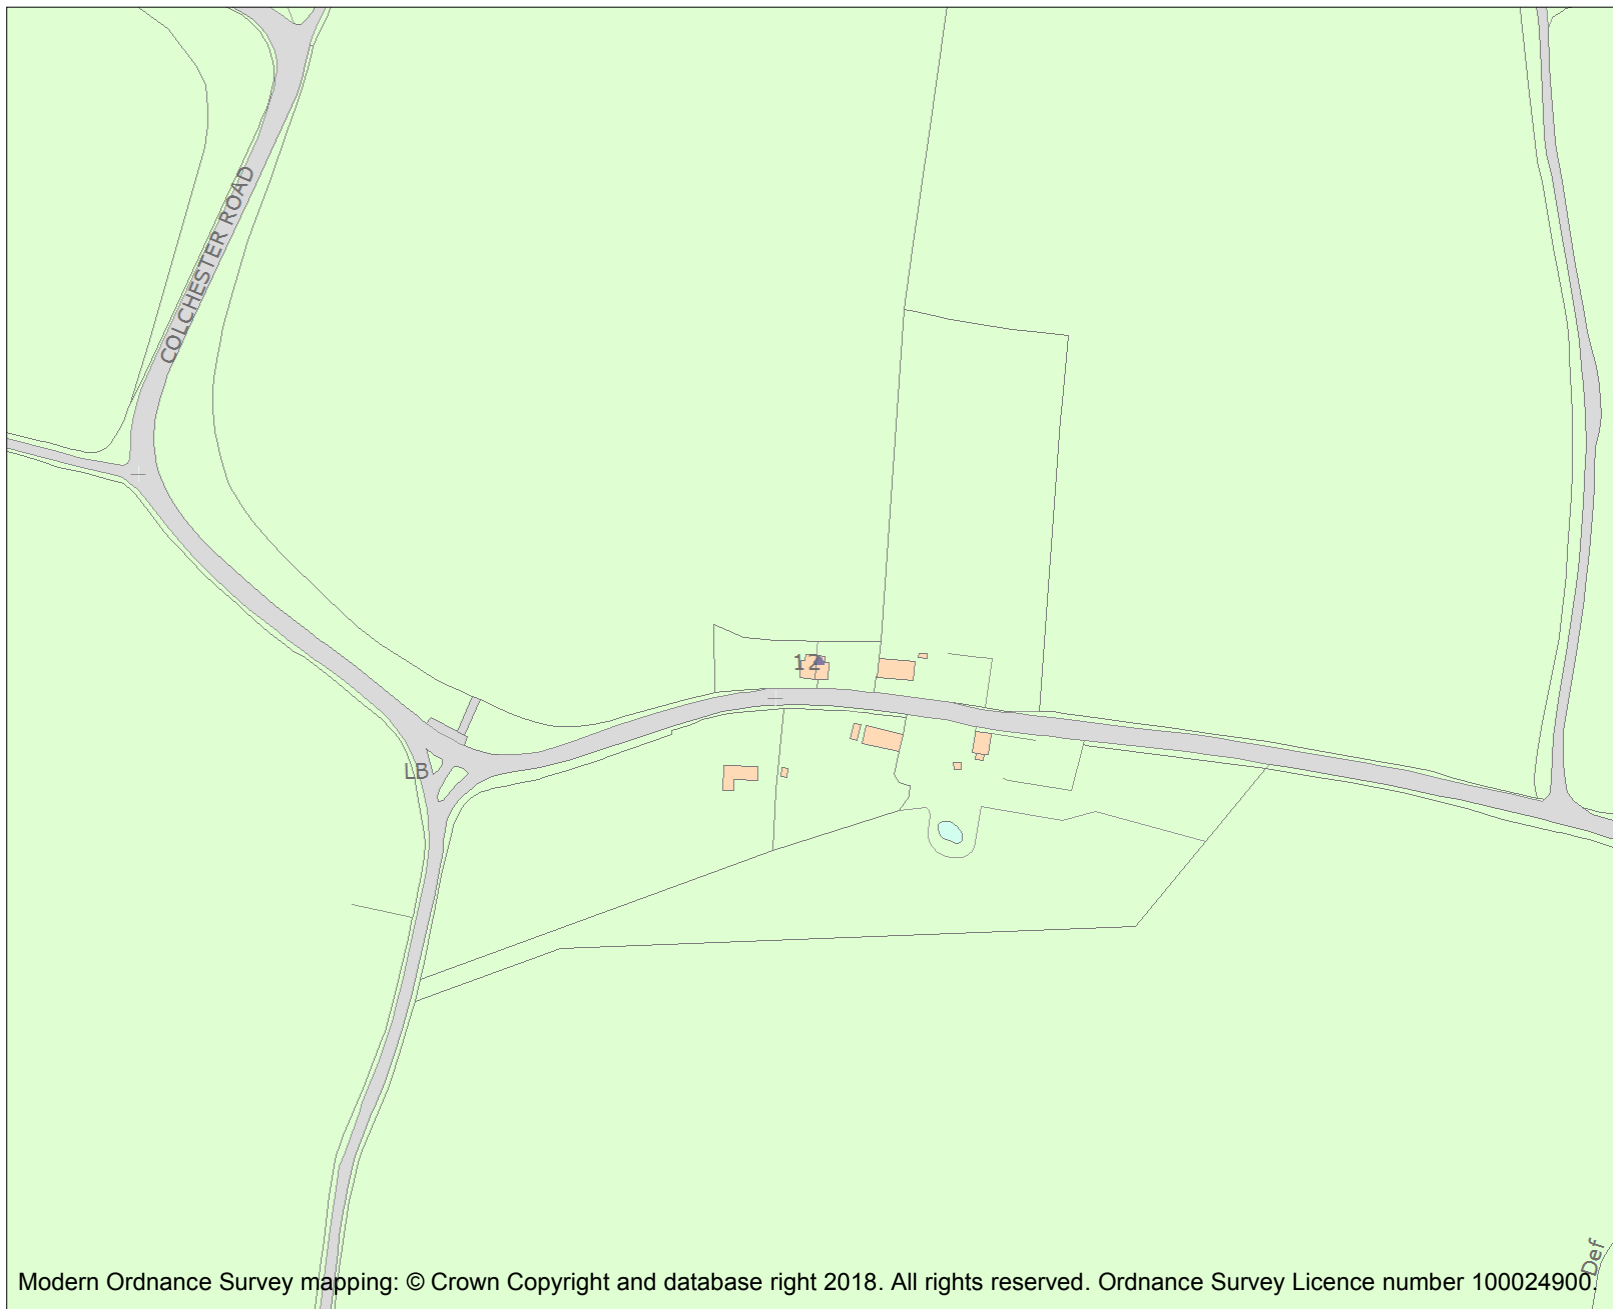 COLCHESTER ROAD
12
LB
Def
Modern Ordnance Survey mapping: © Crown Copyright and database right 2018. All rights reserved. Ordnance Survey Licence number 100024900.